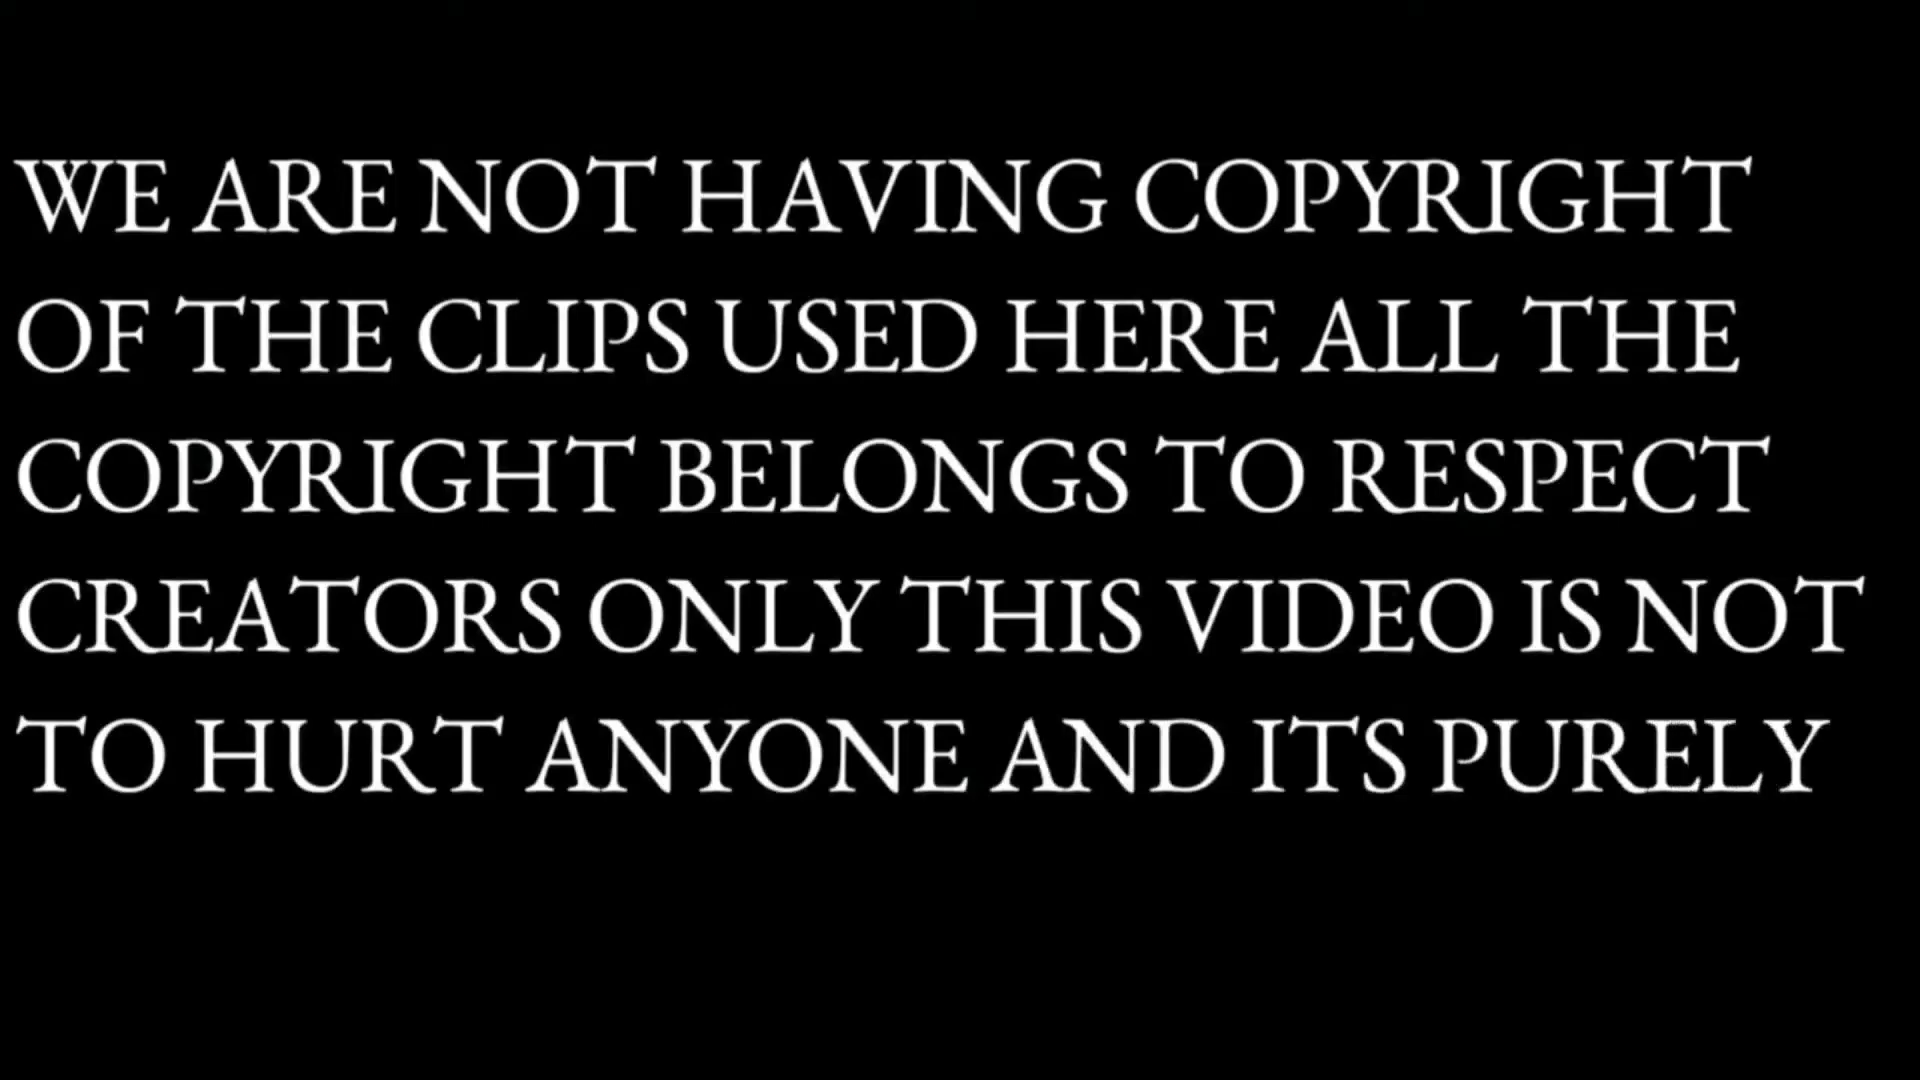 WE ARE NOT HAVING COPYRIGHT
OF THE CLIPS USED HERE ALL THE
COPYRIGHT BELONGS TO RESPECT
CREATORS ONLY THIS VIDEO IS NOT
TO HURT ANYONE AND ITS PURELY